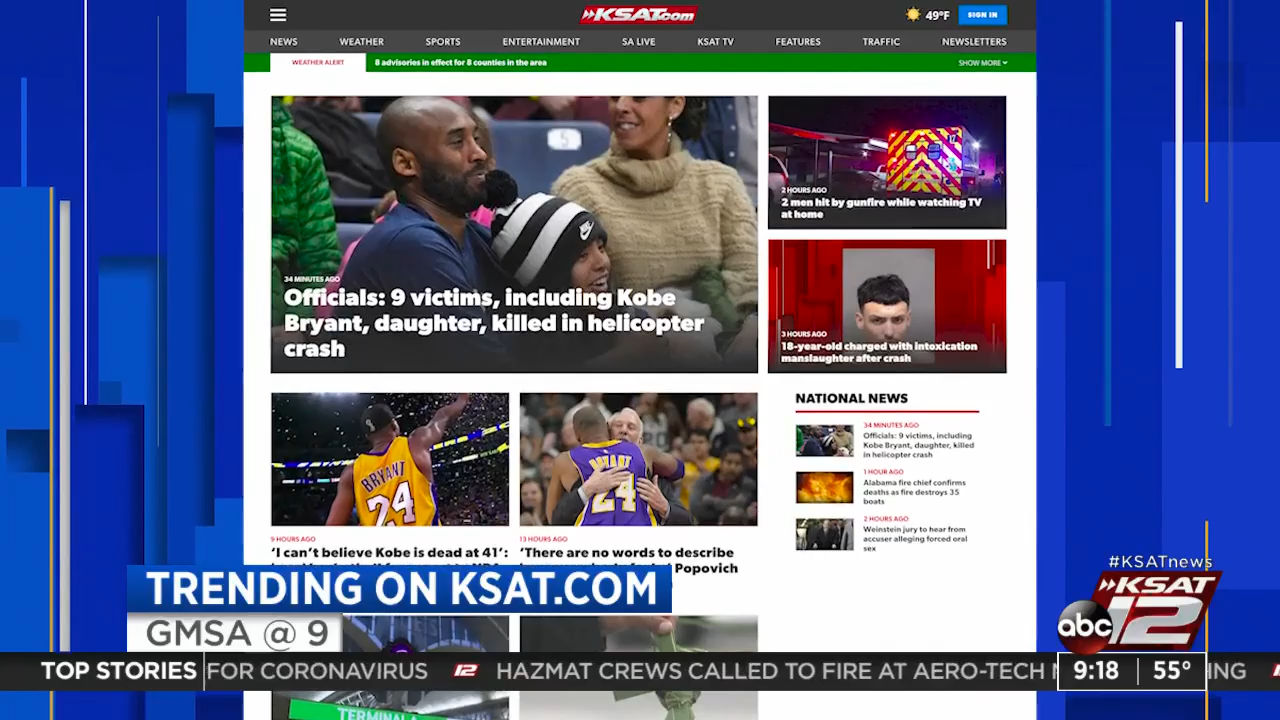 KSAT.com
49°F
SIGN IN
NEWS
WEATHER
SPORTS
ENTERTAINMENT
SA LIVE
KSAT TV
FEATURES
TRAFFIC
NEWSLETTERS
WEATHER ALERT
8 advisories in effect for 8 counties in the area
SHOW MORE
5
34 MINUTES AGO
Officials: 9 victims, including Kobe
Bryant, daughter, killed in helicopter
crash
2 HOURS AGO
2 men hit by gunfire while watching TV
at home
3 HOURS AGO
18-year-old charged with intoxication
manslaughter after crash
BRYANT
24
BRYANT
24
NATIONAL NEWS
34 MINUTES AGO
Officials: 9 victims, including
Kobe Bryant, daughter, killed
in helicopter crash
1 HOUR AGO
Alabama fire chief confirms
deaths as fire destroys 35
boats
2 HOURS AGO
Weinstein jury to hear from
accuser alleging forced oral
sex
9 HOURS AGO
'I can't believe Kobe is dead at 41':
13 HOURS AGO
'There are no words to describe
Popovich
TRENDING ON KSAT.COM
GMSA @ 9
#KSATnews
KSAT
abc 12
TERMINAL A
TOP STORIES
FOR CORONAVIRUS 12 HAZMAT CREWS CALLED TO FIRE AT AERO-TECH
9:18
55°